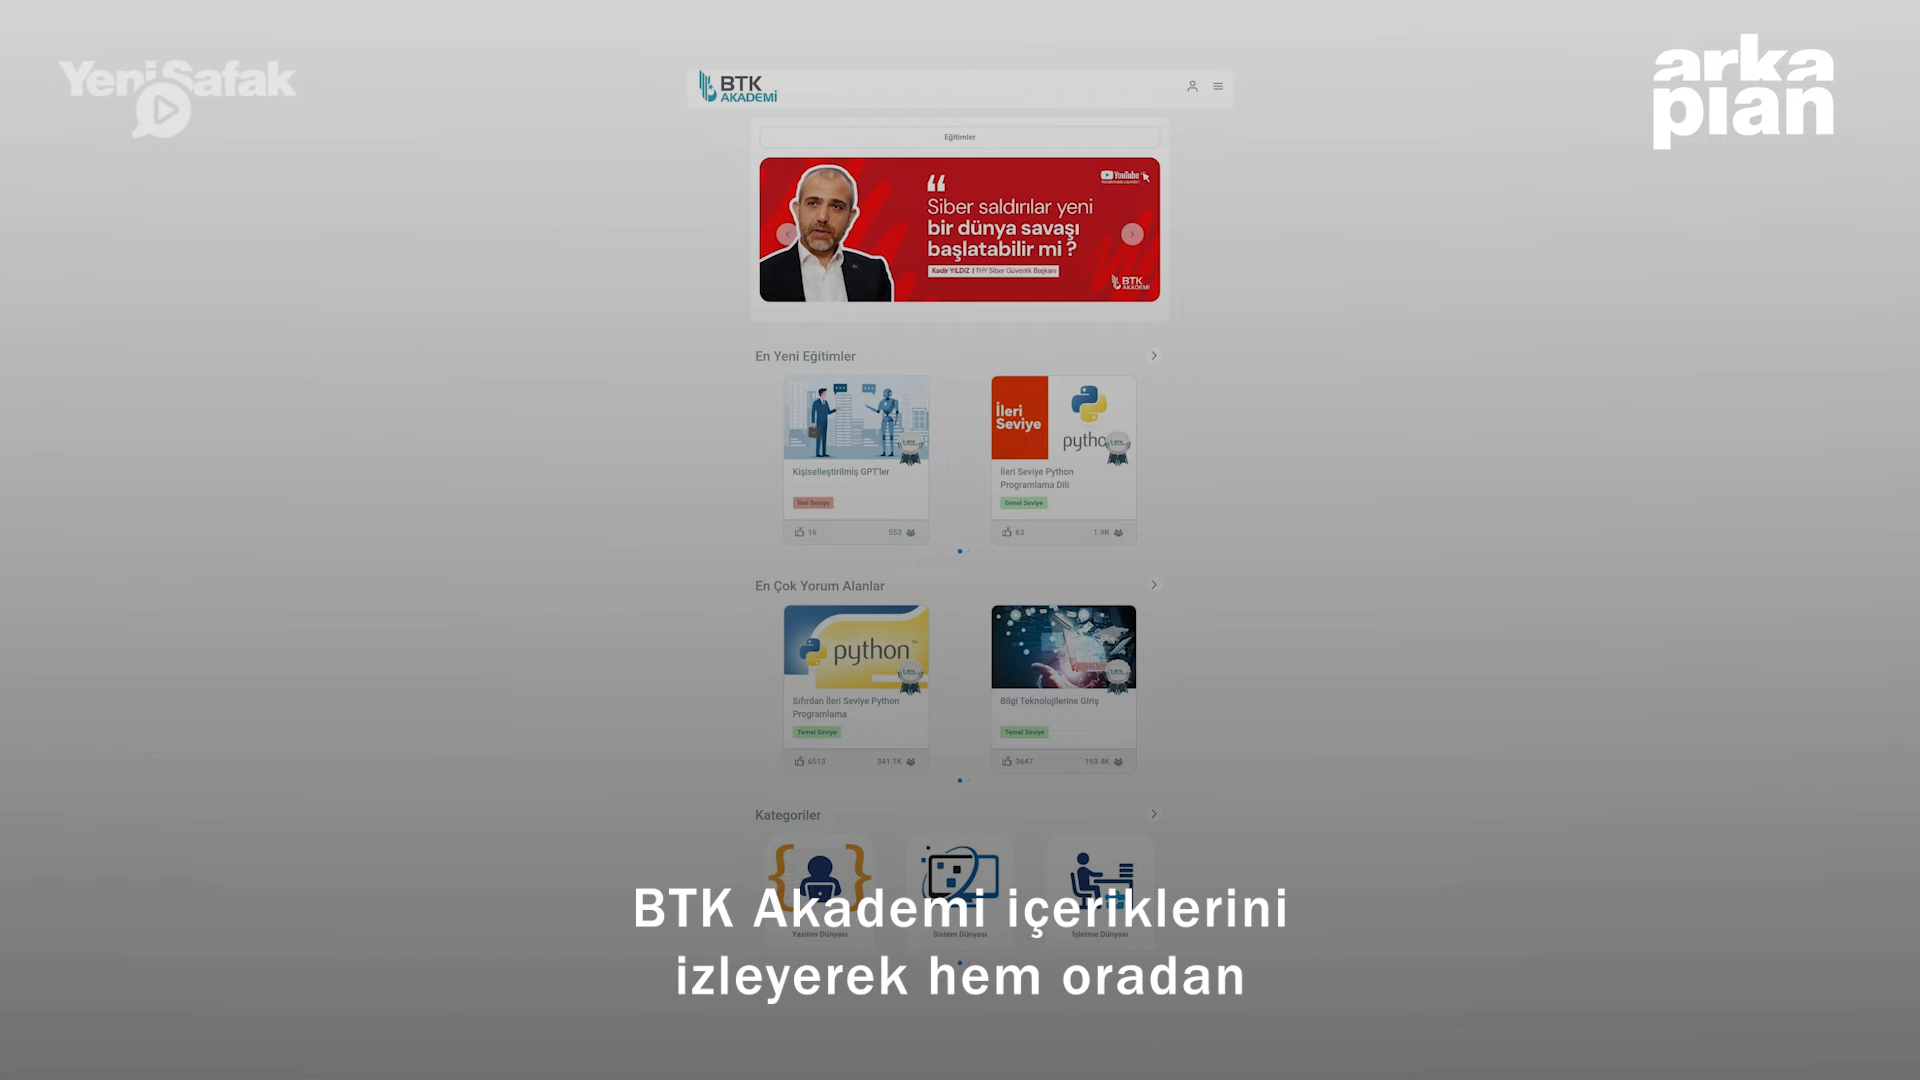 YeniŞafak
arka
plan
BTK
AKADEMİ
Eğitimler
YouTube
Siber saldırılar yeni
bir dünya savaşı
başlatabilir mi ?
Kadir YILDIZ | THY Siber Güvenlik Başkanı
BTK
AKADEMİ
En Yeni Eğitimler
İleri
Seviye
python
Kişiselleştirilmiş GPT'ler
İleri Seviye
İleri Seviye Python
Programlama Dili
Genel Seviye
16
553
63
1.9K
En Çok Yorum Alanlar
python
Sıfırdan İleri Seviye Python
Programlama
Temel Seviye
Bilgi Teknolojilerine Giriş
Temel Seviye
6513
341.1K
3647
193.4K
Kategoriler
Yazılım Dünyası
Sistem Dünyası
İşletme Dünyası
BTK Akademi içeriklerini
izleyerek hem oradan